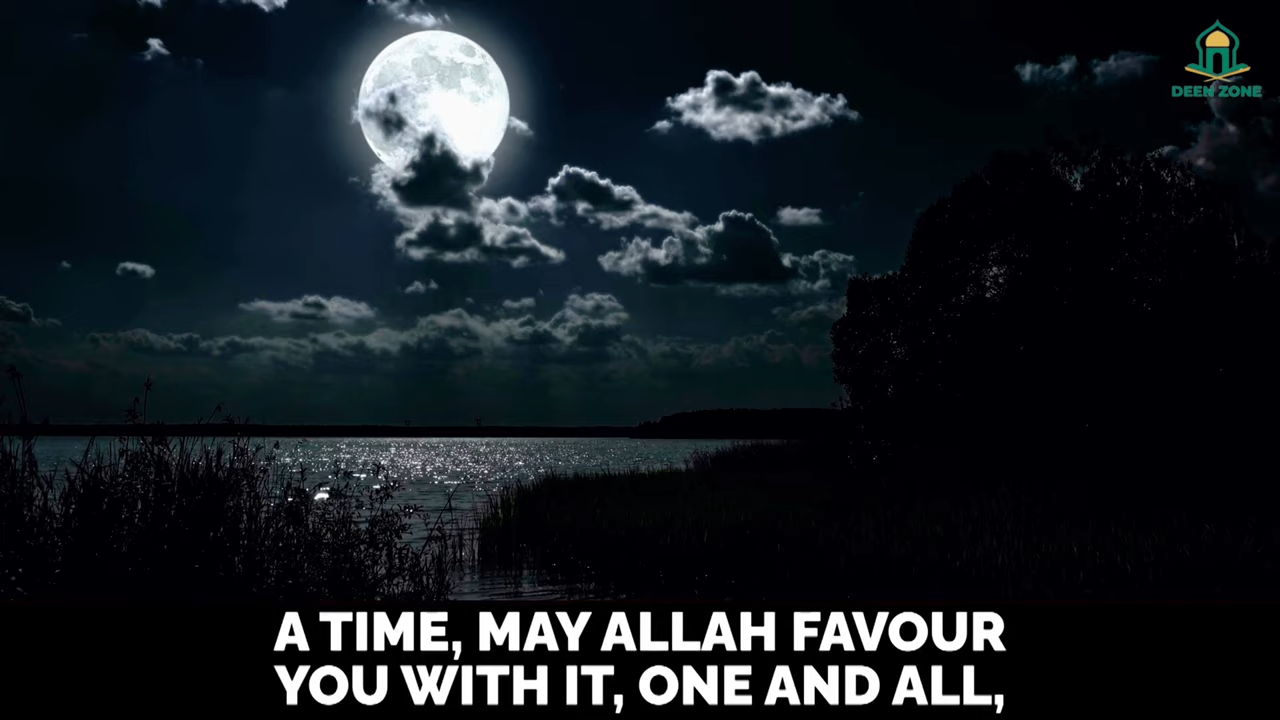 DEEN ZONE
A TIME, MAY ALLAH FAVOUR
YOU WITH IT, ONE AND ALL,